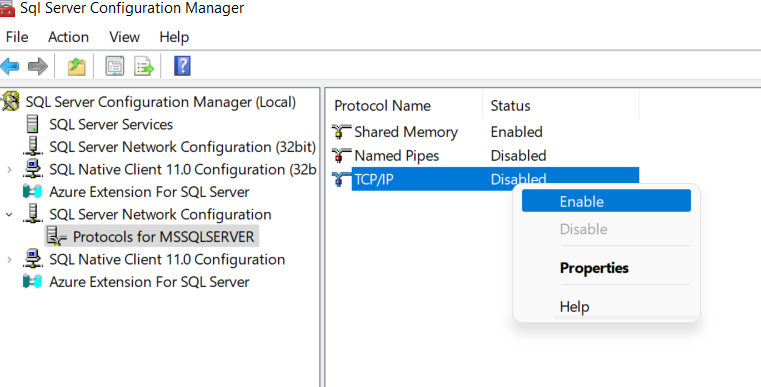 Sql Server Configuration Manager
File Action View Help
SQL Server Configuration Manager (Local)
SQL Server Services
SQL Server Network Configuration (32bit)
SQL Native Client 11.0 Configuration (32b
Azure Extension For SQL Server
SQL Server Network Configuration
Protocols for MSSQLSERVER
SQL Native Client 11.0 Configuration
Azure Extension For SQL Server
Protocol Name Status
Shared Memory Enabled
Named Pipes Disabled
TCP/IP Disabled
Enable
Disable
Properties
Help